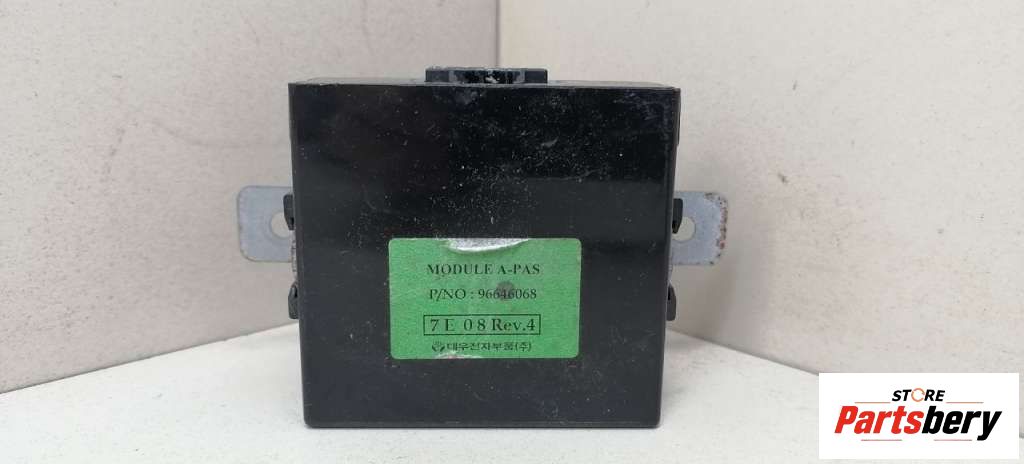 MODULE A-PAS
P/NO : 96646068
7 E 0 8 Rev.4
대우전자부품(주)
STORE
Partsbery